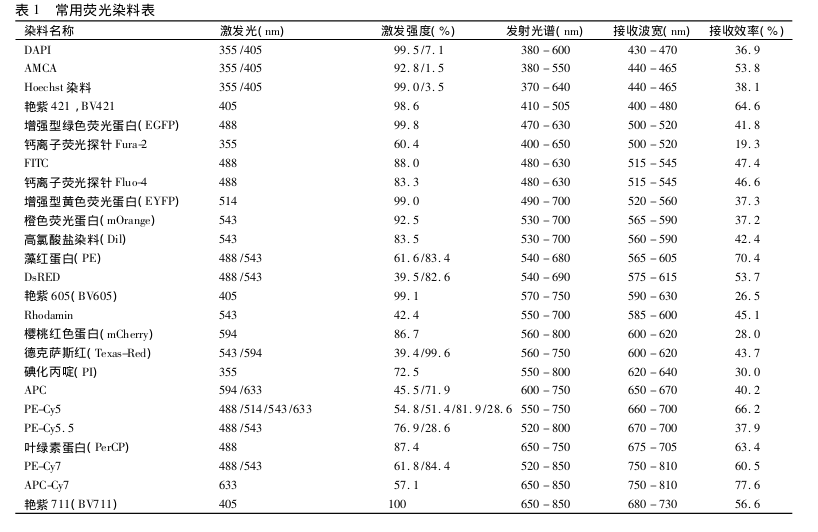 表 1 常用荧光染料表
染料名称 激发光( nm) 激发强度( %) 发射光谱( nm) 接收波宽( nm) 接收效率( %)
DAPI 355 /405 99. 5/7. 1 380 - 600 430 - 470 36. 9
AMCA 355 /405 92. 8/1. 5 380 - 550 440 - 465 53. 8
Hoechst 染料 355 /405 99. 0/3. 5 370 - 640 440 - 465 38. 1
艳紫 421 , BV421 405 98. 6 410 - 505 400 - 480 64. 6
增强型绿色荧光蛋白( EGFP) 488 99. 8 470 - 630 500 - 520 41. 8
钙离子荧光探针 Fura-2 355 60. 4 400 - 650 500 - 520 19. 3
FITC 488 88. 0 480 - 630 515 - 545 47. 4
钙离子荧光探针 Fluo-4 488 83. 3 480 - 630 515 - 545 46. 6
增强型黄色荧光蛋白( EYFP) 514 99. 0 490 - 700 520 - 560 37. 3
橙色荧光蛋白( mOrange) 543 92. 5 530 - 700 565 - 590 37. 2
高氯酸盐染料( Dil) 543 83. 5 530 - 700 560 - 590 42. 4
藻红蛋白( PE) 488 /543 61. 6/83. 4 540 - 680 565 - 605 70. 4
DsRED 488 /543 39. 5/82. 6 540 - 690 575 - 615 53. 7
艳紫 605( BV605) 405 99. 1 570 - 750 590 - 630 26. 5
Rhodamin 543 42. 4 550 - 700 585 - 600 45. 1
樱桃红色蛋白( mCherry) 594 86. 7 560 - 800 600 - 620 28. 0
德克萨斯红( Texas-Red) 543 /594 39. 4/99. 6 560 - 750 600 - 620 43. 7
碘化丙啶( PI) 355 72. 5 550 - 800 620 - 640 30. 0
APC 594 /633 45. 5/71. 9 600 - 750 650 - 670 40. 2
PE-Cy5 488 /514 /543 /633 54. 8/51. 4 /81. 9 /28. 6 550 - 750 660 - 700 66. 2
PE-Cy5. 5 488 /543 76. 9/28. 6 520 - 800 670 - 700 37. 9
叶绿素蛋白( PerCP) 488 87. 4 650 - 750 675 - 705 63. 4
PE-Cy7 488 /543 61. 8/84. 4 520 - 850 750 - 810 60. 5
APC-Cy7 633 57. 1 650 - 850 750 - 810 77. 6
艳紫 711( BV711) 405 100 650 - 850 680 - 730 56. 6